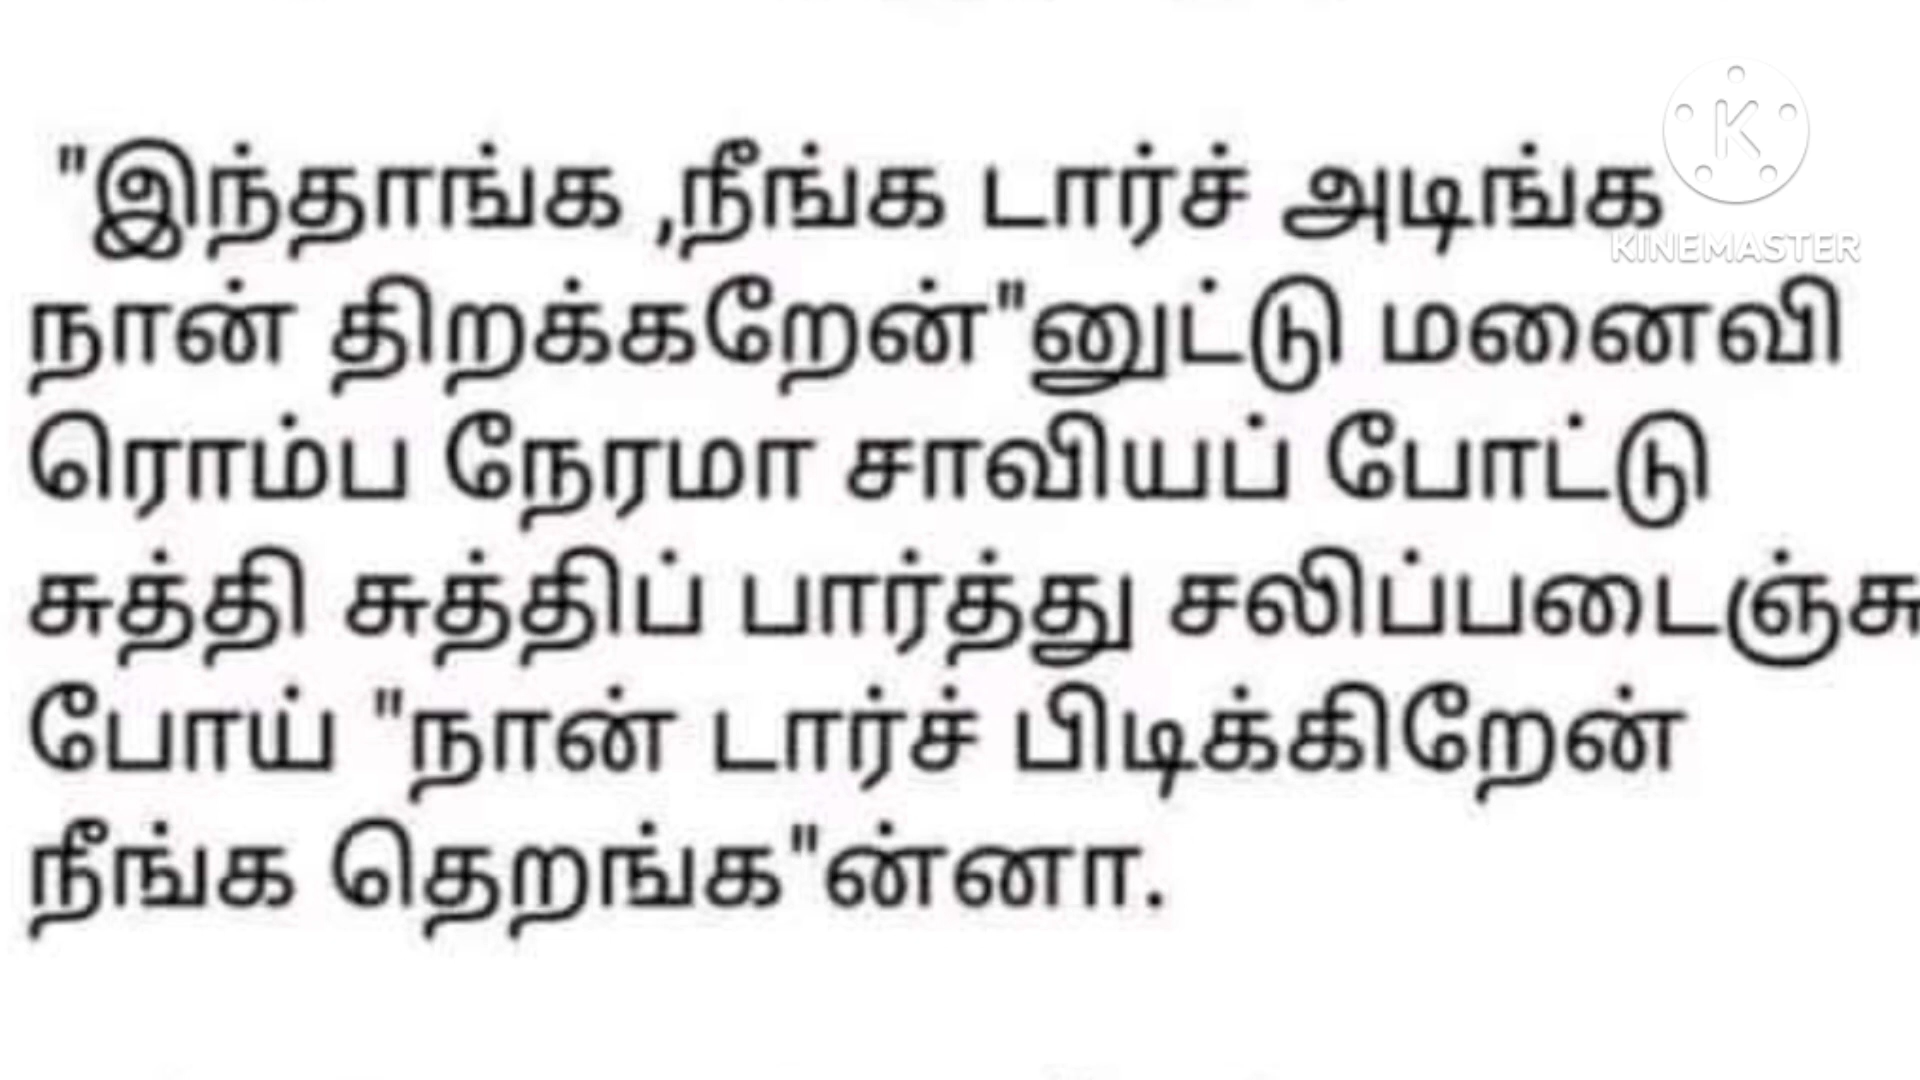 "இந்தாங்க ,நீங்க டார்ச் அடிங்க
நான் திறக்கறேன்"னுட்டு மனைவி
ரொம்ப நேரமா சாவியப் போட்டு
சுத்தி சுத்திப் பார்த்து சலிப்படைஞ்சு
போய் "நான் டார்ச் பிடிக்கிறேன்
நீங்க தெறங்க"ன்னா.
K
KINEMASTER